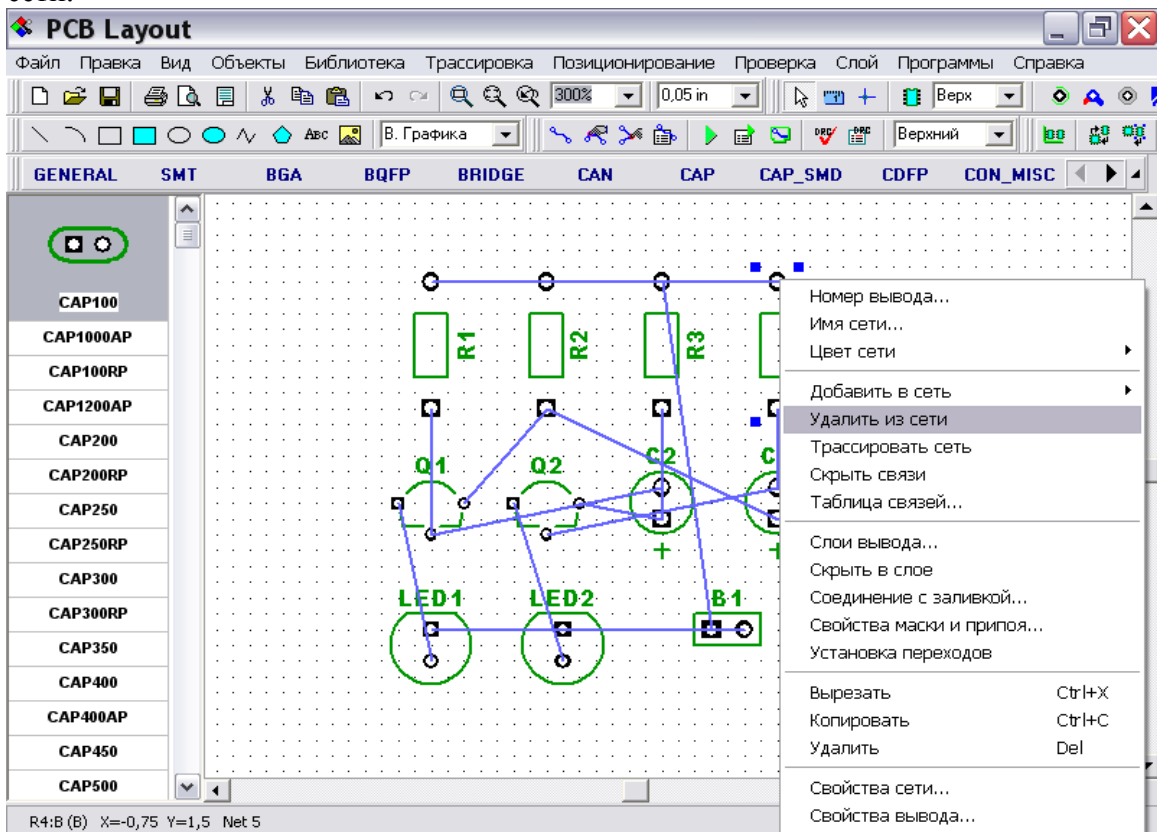 сети.
PCB Layout
Файл Правка Вид Объекты Библиотека Трассировка Позиционирование Проверка Слой Программы Справка
300% 0,05 in Верх
ABC В. Графика DRC DRC Верхний
GENERAL SMT BGA BQFP BRIDGE CAN CAP CAP_SMD CDFP CON_MISC
CAP100
CAP1000AP
CAP100RP
CAP1200AP
CAP200
CAP200RP
CAP250
CAP250RP
CAP300
CAP300RP
CAP350
CAP400
CAP400AP
CAP450
CAP500
R1 R2 R3
Q1 Q2 C2 C
+ +
LED1 LED2 B1
Номер вывода...
Имя сети...
Цвет сети
Добавить в сеть
Удалить из сети
Трассировать сеть
Скрыть связи
Таблица связей...
Слои вывода...
Скрыть в слое
Соединение с заливкой...
Свойства маски и припоя...
Установка переходов
Вырезать Ctrl+X
Копировать Ctrl+C
Удалить Del
Свойства сети...
Свойства вывода...
R4:B (B) X=-0,75 Y=1,5 Net 5